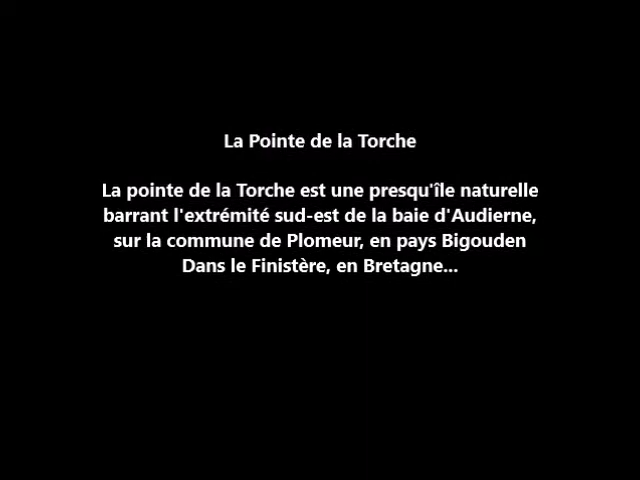 La Pointe de la Torche
La pointe de la Torche est une presqu'île naturelle
barrant l'extrémité sud-est de la baie d'Audierne,
sur la commune de Plomeur, en pays Bigouden
Dans le Finistère, en Bretagne...